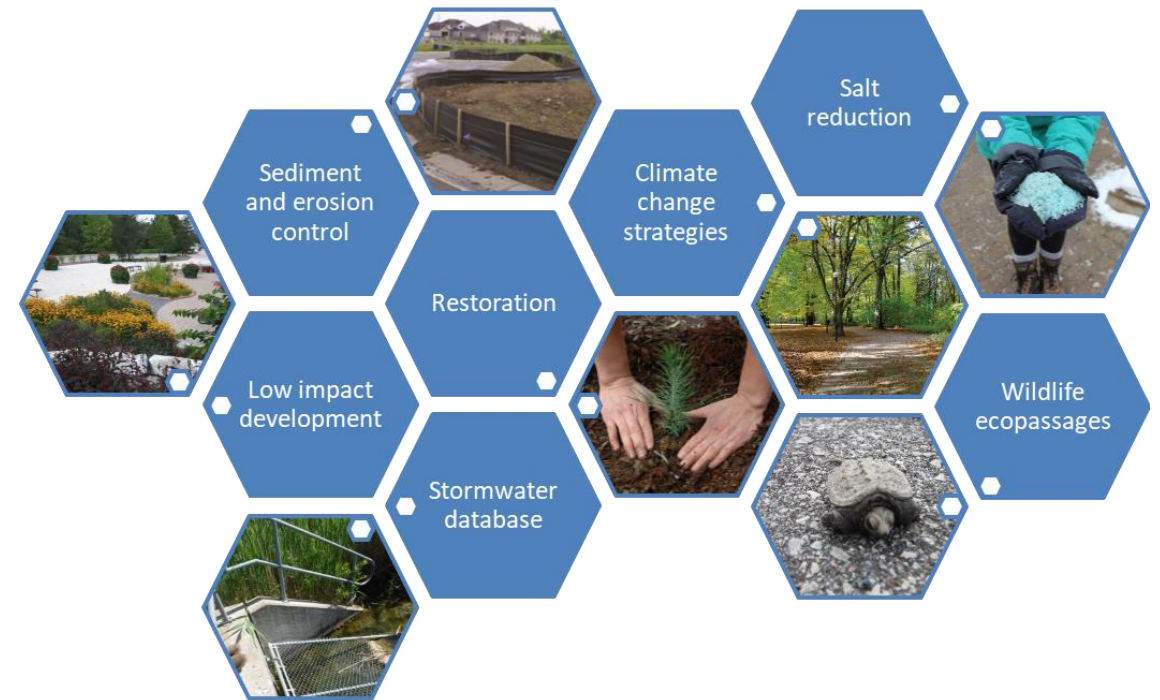 Salt
reduction
Sediment
and erosion
control
Climate
change
strategies
Restoration
Low impact
development
Wildlife
ecopassages
Stormwater
database